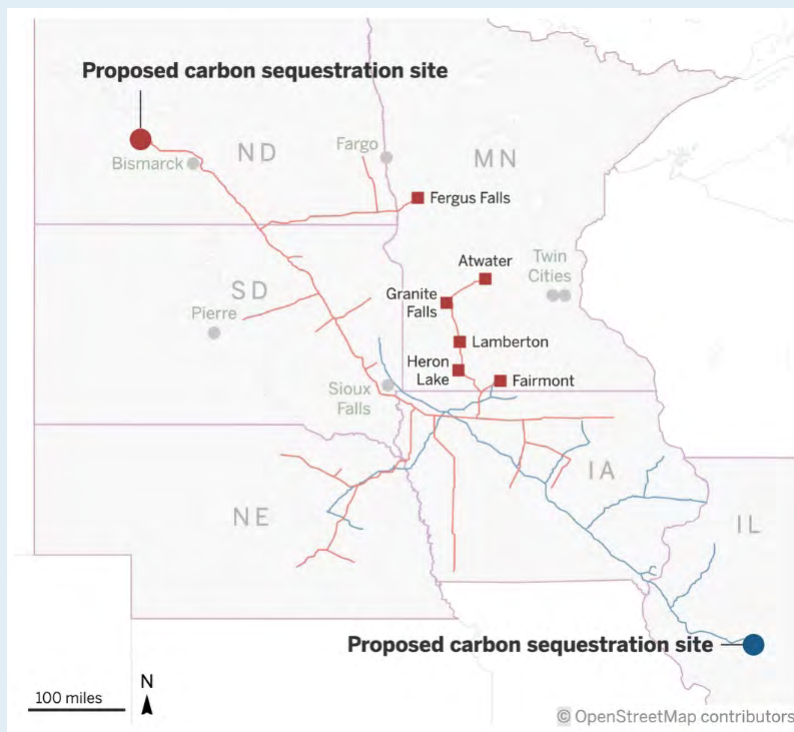 Proposed carbon sequestration site
ND
Fargo
MN
Bismarck
Fergus Falls
Atwater
Twin
Cities
SD
Granite
Falls
Pierre
Lamberton
Heron
Lake
Fairmont
Sioux
Falls
IA
NE
IL
Proposed carbon sequestration site
N
100 miles
© OpenStreetMap contributors